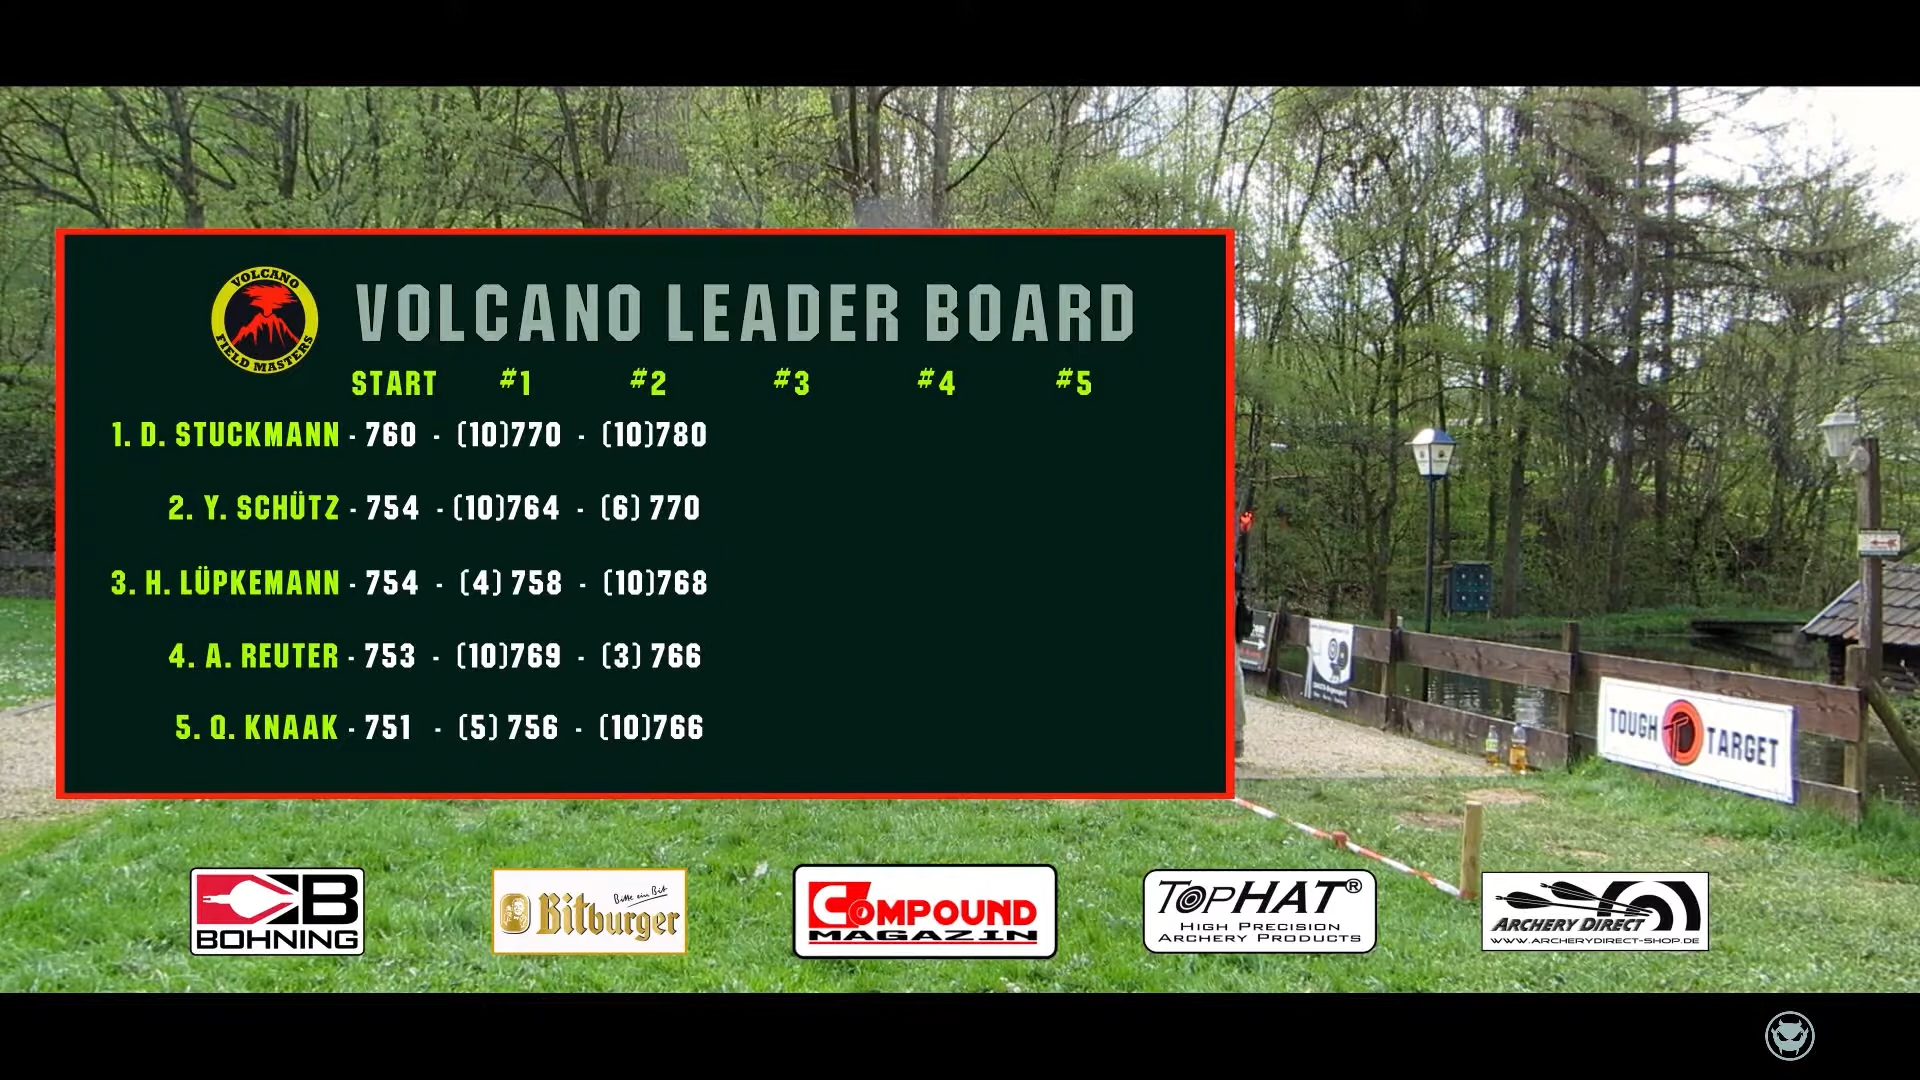 VOLCANO
FIELD MASTERS
VOLCANO LEADER BOARD
START #1 #2 #3 #4 #5
1. D. STUCKMANN - 760 - (10)770 - (10)780
2. Y. SCHÜTZ - 754 - (10)764 - (6) 770
3. H. LÜPKEMANN - 754 - (4) 758 - (10)768
4. A. REUTER - 753 - (10)769 - (3) 766
5. Q. KNAAK - 751 - (5) 756 - (10)766
TOUGH TARGET
B
BOHNING
Bitte ein Bit
Bitburger
COMPOUND
MAGAZIN
TOPHAT®
HIGH PRECISION
ARCHERY PRODUCTS
ARCHERY DIRECT
WWW.ARCHERYDIRECT-SHOP.DE